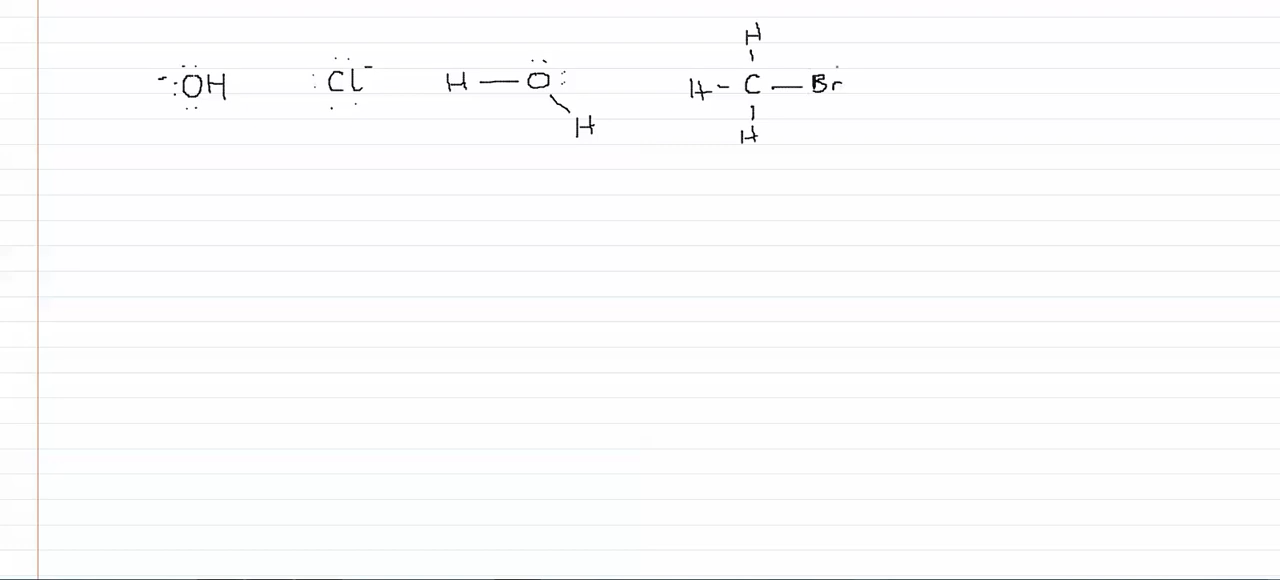 H
⁻:OH :Cl⁻ H — O: H - C — Br
H H